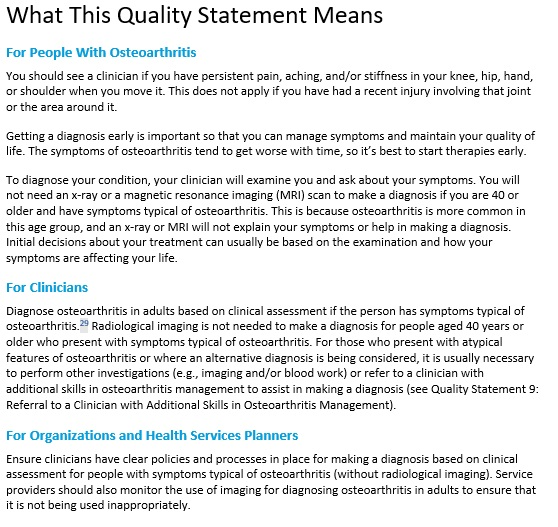 What This Quality Statement Means
For People With Osteoarthritis
You should see a clinician if you have persistent pain, aching, and/or stiffness in your knee, hip, hand,
or shoulder when you move it. This does not apply if you have had a recent injury involving that joint
or the area around it.
Getting a diagnosis early is important so that you can manage symptoms and maintain your quality of
life. The symptoms of osteoarthritis tend to get worse with time, so it's best to start therapies early.
To diagnose your condition, your clinician will examine you and ask about your symptoms. You will
not need an x-ray or a magnetic resonance imaging (MRI) scan to make a diagnosis if you are 40 or
older and have symptoms typical of osteoarthritis. This is because osteoarthritis is more common in
this age group, and an x-ray or MRI will not explain your symptoms or help in making a diagnosis.
Initial decisions about your treatment can usually be based on the examination and how your
symptoms are affecting your life.
For Clinicians
Diagnose osteoarthritis in adults based on clinical assessment if the person has symptoms typical of
osteoarthritis.29 Radiological imaging is not needed to make a diagnosis for people aged 40 years or
older who present with symptoms typical of osteoarthritis. For those who present with atypical
features of osteoarthritis or where an alternative diagnosis is being considered, it is usually necessary
to perform other investigations (e.g., imaging and/or blood work) or refer to a clinician with
additional skills in osteoarthritis management to assist in making a diagnosis (see Quality Statement 9:
Referral to a Clinician with Additional Skills in Osteoarthritis Management).
For Organizations and Health Services Planners
Ensure clinicians have clear policies and processes in place for making a diagnosis based on clinical
assessment for people with symptoms typical of osteoarthritis (without radiological imaging). Service
providers should also monitor the use of imaging for diagnosing osteoarthritis in adults to ensure that
it is not being used inappropriately.